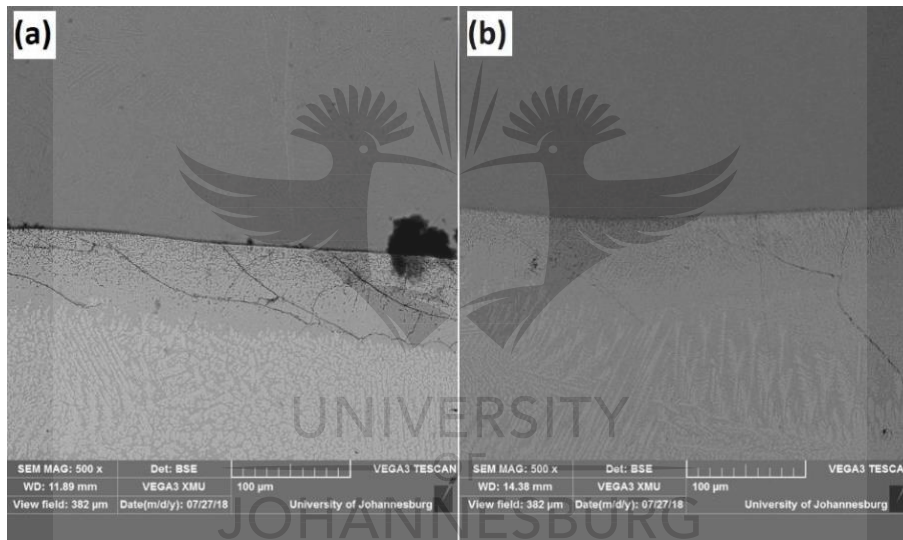 (a)
(b)
SEM MAG: 500 x Det: BSE VEGA3 TESCAN
WD: 11.89 mm VEGA3 XMU 100 µm
View field: 382 µm Date(m/d/y): 07/27/18 University of Johannesburg
SEM MAG: 500 x Det: BSE VEGA3 TESCA
WD: 14.38 mm VEGA3 XMU 100 µm
View field: 382 µm Date(m/d/y): 07/27/18 University of Johannesburg
UNIVERSITY
OF
JOHANNESBURG